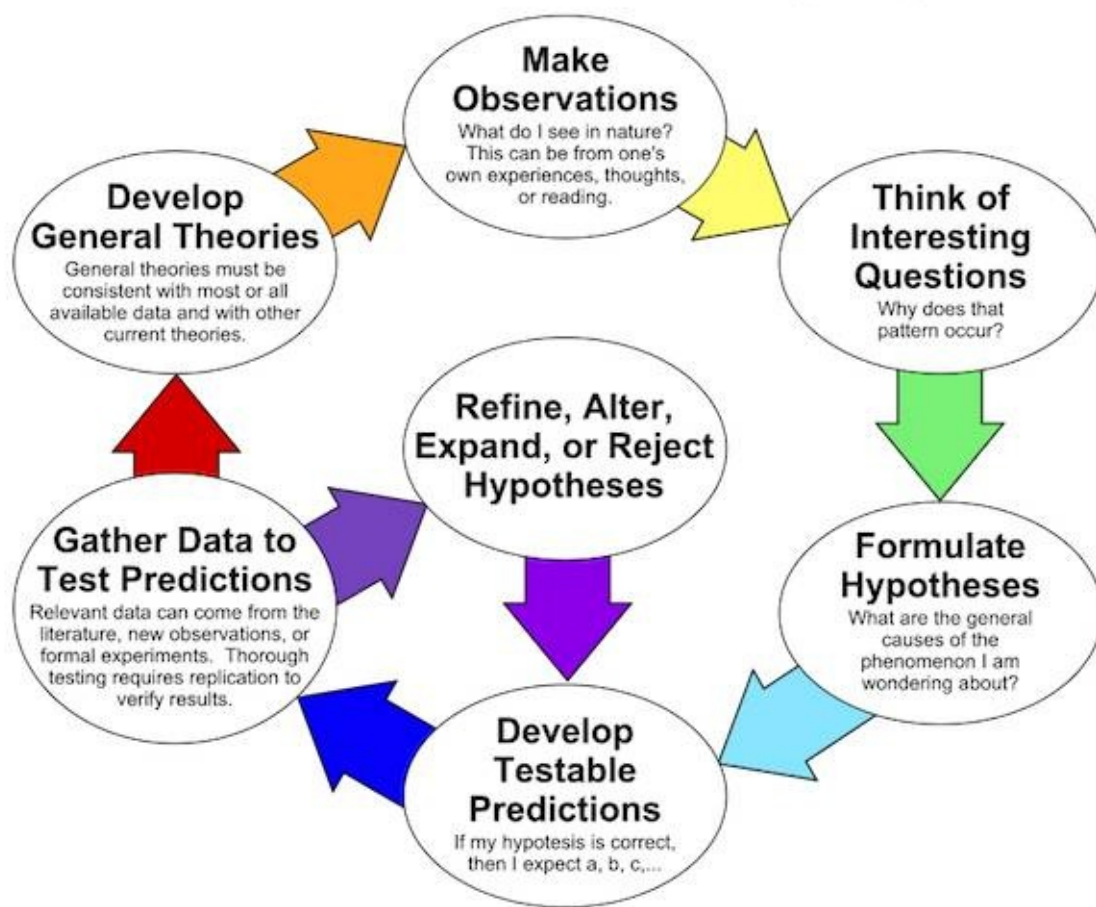 Make
Observations
What do I see in nature?
This can be from one's
own experiences, thoughts,
or reading.
Think of
Interesting
Questions
Why does that
pattern occur?
Formulate
Hypotheses
What are the general
causes of the
phenomenon I am
wondering about?
Develop
Testable
Predictions
If my hypotesis is correct,
then I expect a, b, c,...
Gather Data to
Test Predictions
Relevant data can come from the
literature, new observations, or
formal experiments. Thorough
testing requires replication to
verify results.
Refine, Alter,
Expand, or Reject
Hypotheses
Develop
General Theories
General theories must be
consistent with most or all
available data and with other
current theories.